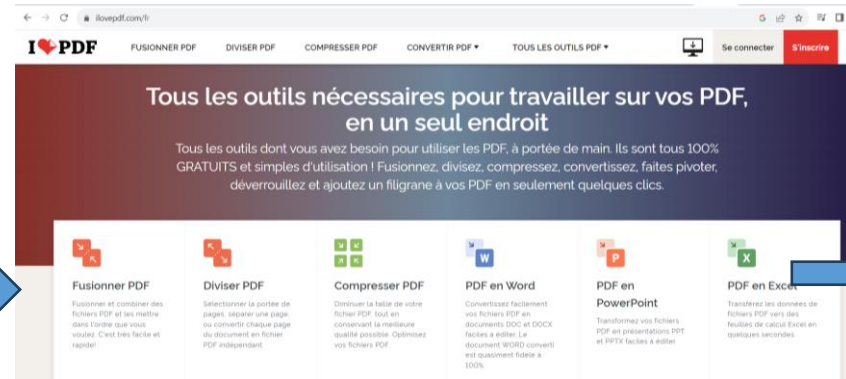 ilovepdf.com/fr
I PDF
FUSIONNER PDF
DIVISER PDF
COMPRESSER PDF
CONVERTIR PDF
TOUS LES OUTILS PDF
Se connecter
S'inscrire
Tous les outils nécessaires pour travailler sur vos PDF,
en un seul endroit
Tous les outils dont vous avez besoin pour utiliser les PDF, à portée de main. Ils sont tous 100%
GRATUITS et simples d'utilisation ! Fusionnez, divisez, compressez, convertissez, faites pivoter,
déverrouillez et ajoutez un filigrane à vos PDF en seulement quelques clics.
W
P
X
Fusionner PDF
Fusionner et combiner des
fichiers PDF et les mettre
dans l'ordre que vous
voulez. C'est très facile et
rapide!
Diviser PDF
Sélectionner la portée de
pages, séparer une page,
ou convertir chaque page
du document en fichier
PDF indépendant.
Compresser PDF
Diminuer la taille de votre
fichier PDF, tout en
conservant la meilleure
qualité possible. Optimisez
vos fichiers PDF.
PDF en Word
Convertissez facilement
vos fichiers PDF en
documents DOC et DOCX
faciles à éditer. Le
document WORD converti
est quasiment fidèle à
100%
PDF en
PowerPoint
Transformez vos fichiers
PDF en présentations PPT
et PPTX faciles à éditer.
PDF en Excel
Transférez les données de
fichiers PDF vers des
feuilles de calcul Excel en
quelques secondes.